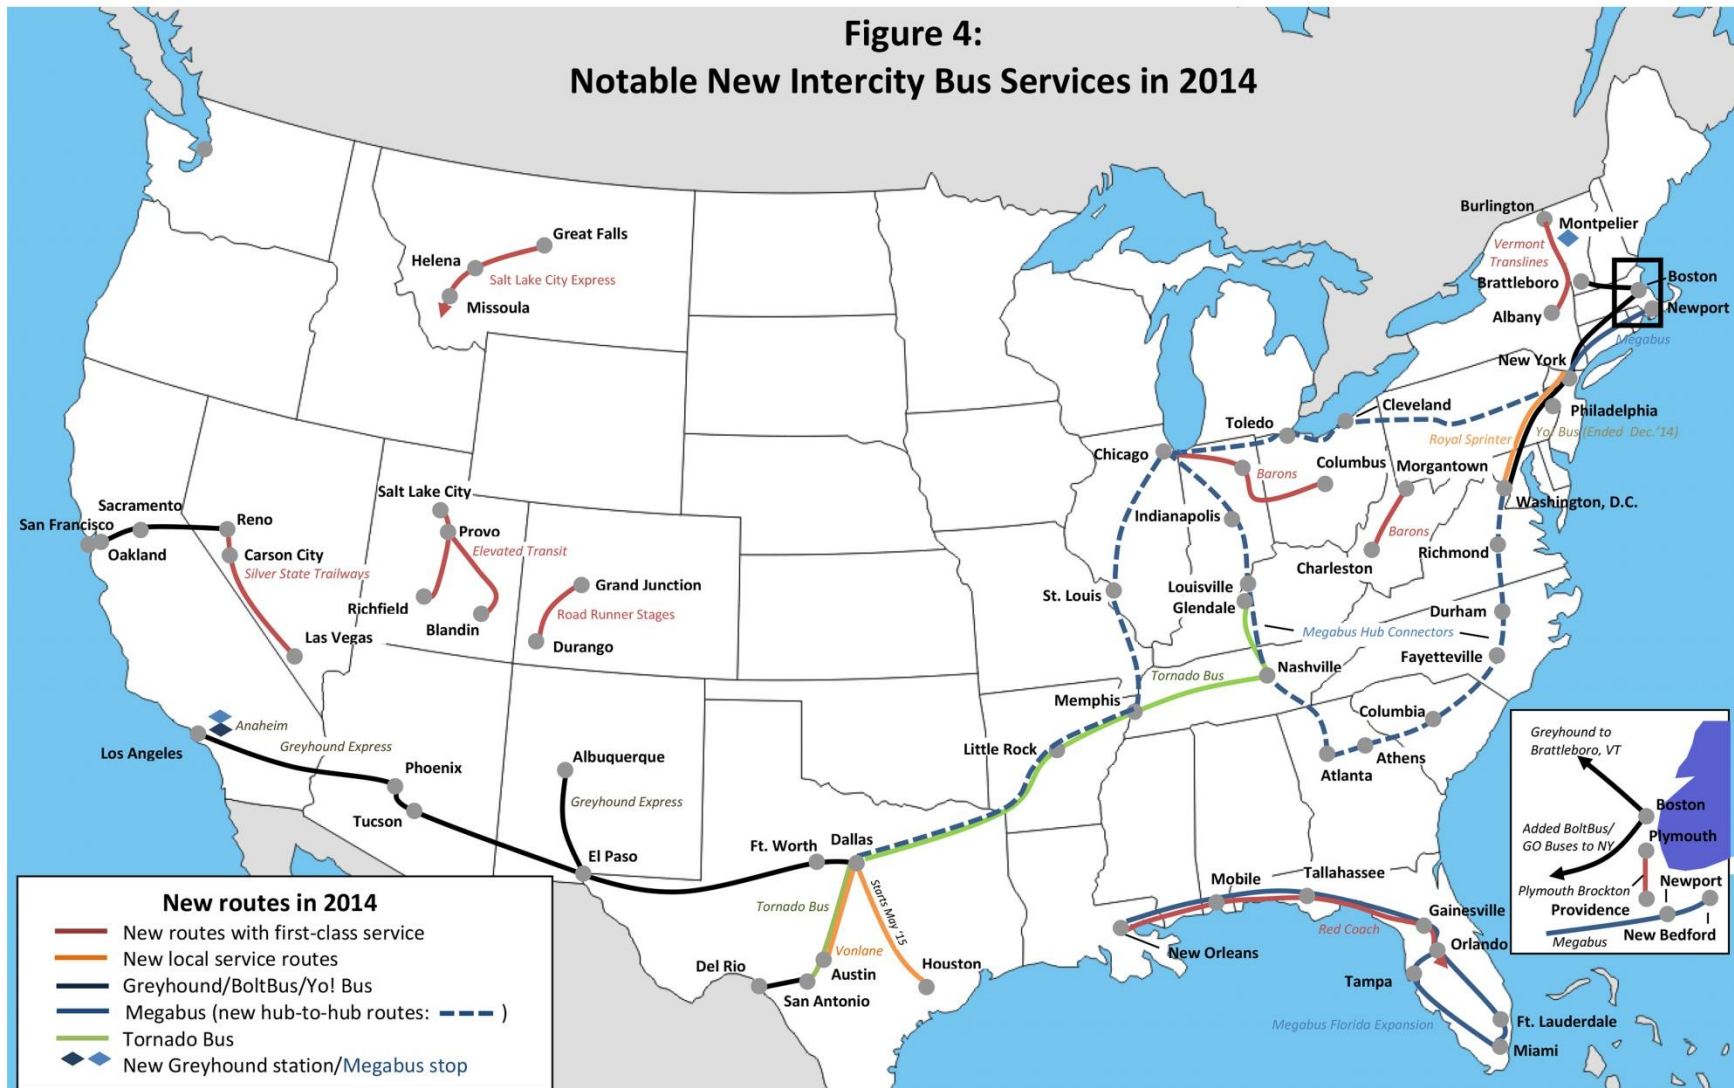 Figure 4:
Notable New Intercity Bus Services in 2014
Burlington
Montpelier
Vermont
Translines
Great Falls
Helena
Salt Lake City Express
Missoula
Boston
Brattleboro
Newport
Albany
Megabus
New York
Cleveland
Philadelphia
Toledo
Yo! Bus (Ended Dec.'14)
Royal Sprinter
Chicago
Barons
Columbus
Morgantown
Washington, D.C.
Salt Lake City
Sacramento
San Francisco
Reno
Oakland
Provo
Indianapolis
Barons
Richmond
Carson City
Elevated Transit
Silver State Trailways
Charleston
Grand Junction
Louisville
St. Louis
Richfield
Glendale
Durham
Road Runner Stages
Blandin
Las Vegas
Megabus Hub Connectors
Durango
Fayetteville
Nashville
Tornado Bus
Memphis
Columbia
Anaheim
Los Angeles
Greyhound Express
Little Rock
Athens
Albuquerque
Phoenix
Atlanta
Greyhound Express
Tucson
Ft. Worth
Dallas
El Paso
Starts May '15
Tornado Bus
Vonlane
Mobile
Tallahassee
Gainesville
Red Coach
Orlando
New Orleans
Del Rio
Austin
Houston
San Antonio
Tampa
Megabus Florida Expansion
Ft. Lauderdale
Miami
Greyhound to
Brattleboro, VT
Boston
Added BoltBus/
GO Buses to NY
Plymouth
Plymouth Brockton
Newport
Providence
New Bedford
Megabus
New routes in 2014
New routes with first-class service
New local service routes
Greyhound/BoltBus/Yo! Bus
Megabus (new hub-to-hub routes: )
Tornado Bus
New Greyhound station/Megabus stop